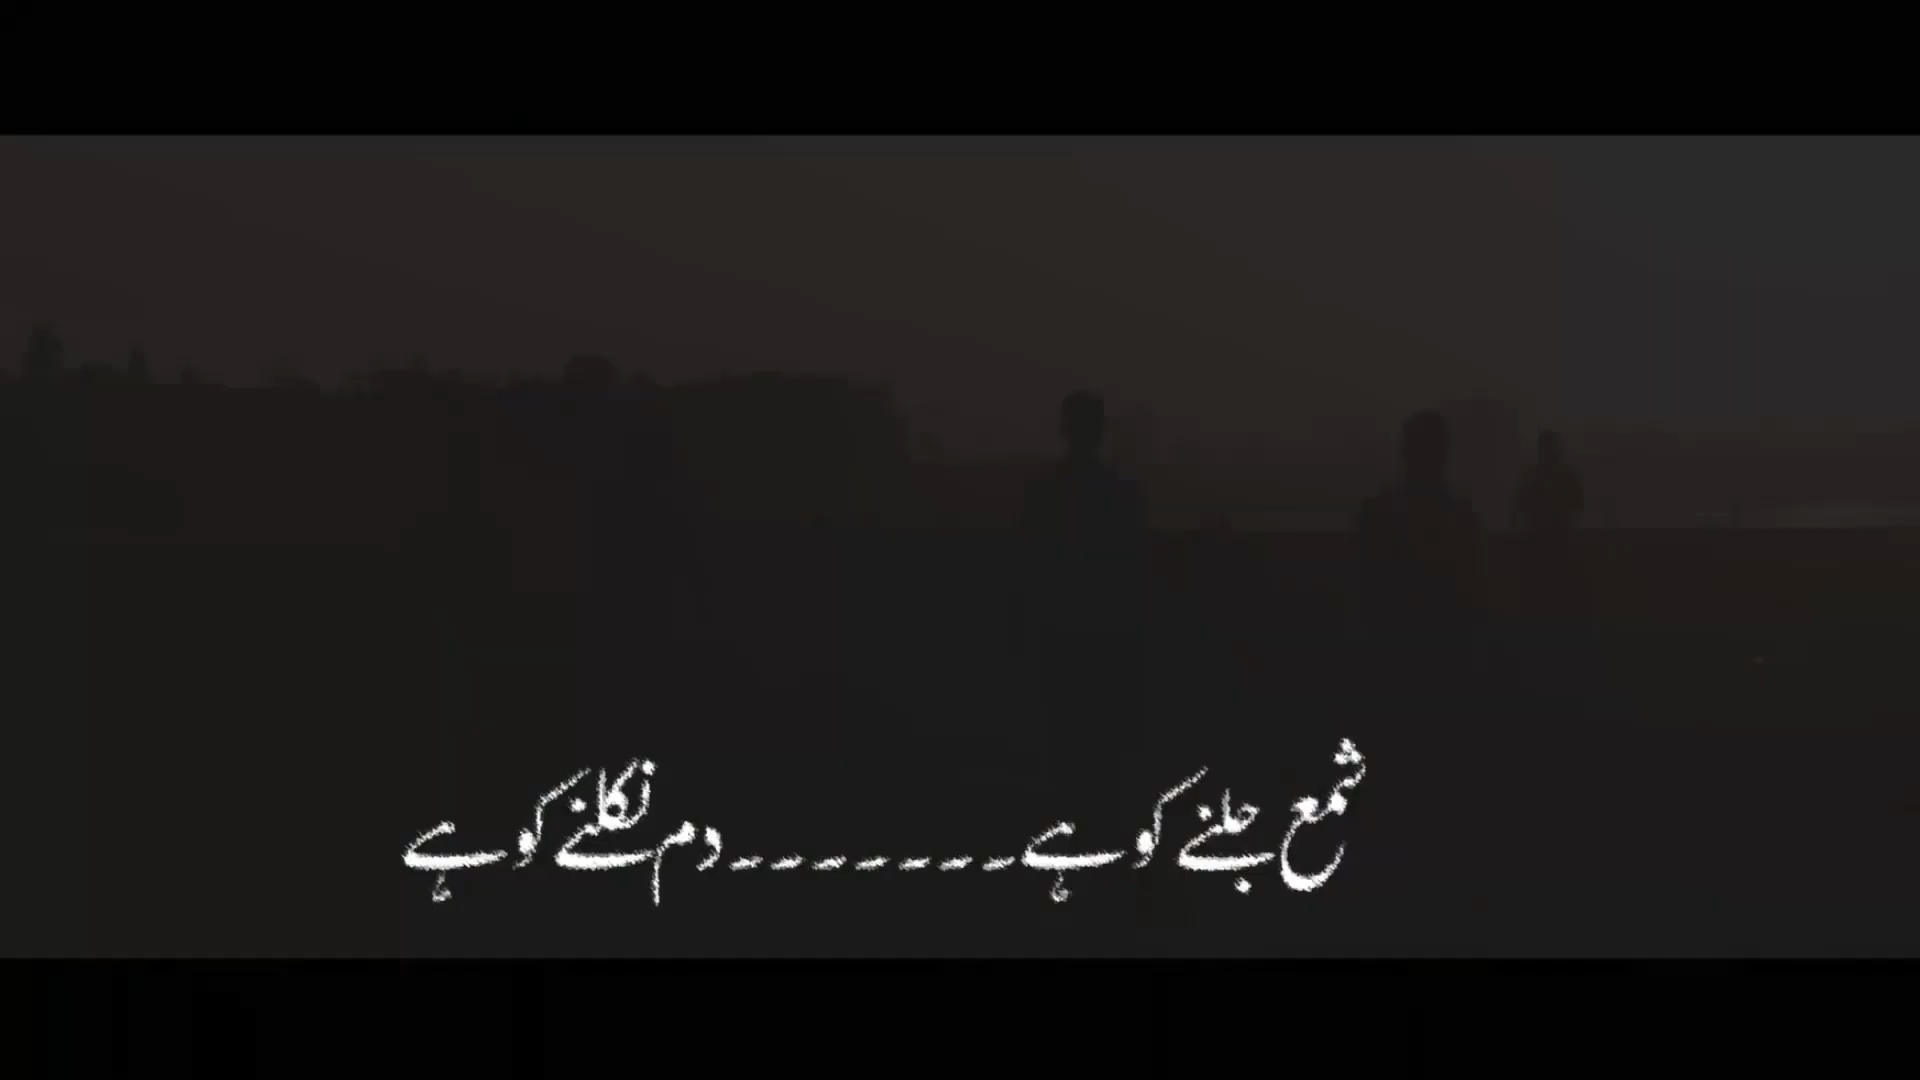 شمع جلنے کو ہے--------دم نکلنے کو ہے